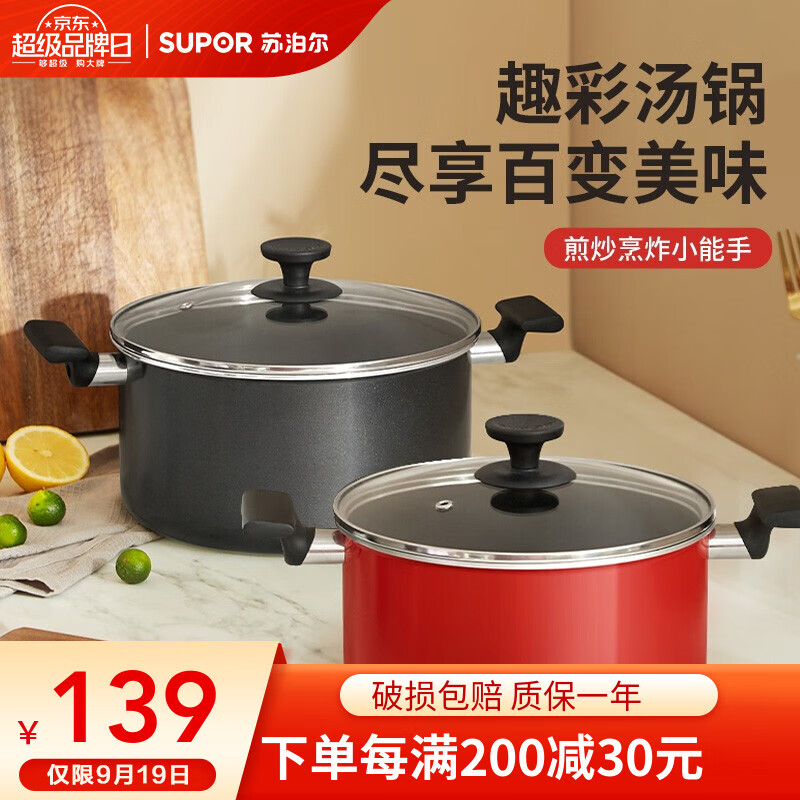 京东
超级品牌日
够超级 购大牌
SUPOR 苏泊尔
趣彩汤锅
尽享百变美味
煎炒烹炸小能手
¥139
仅限9月19日
破损包赔 质保一年
下单每满200减30元